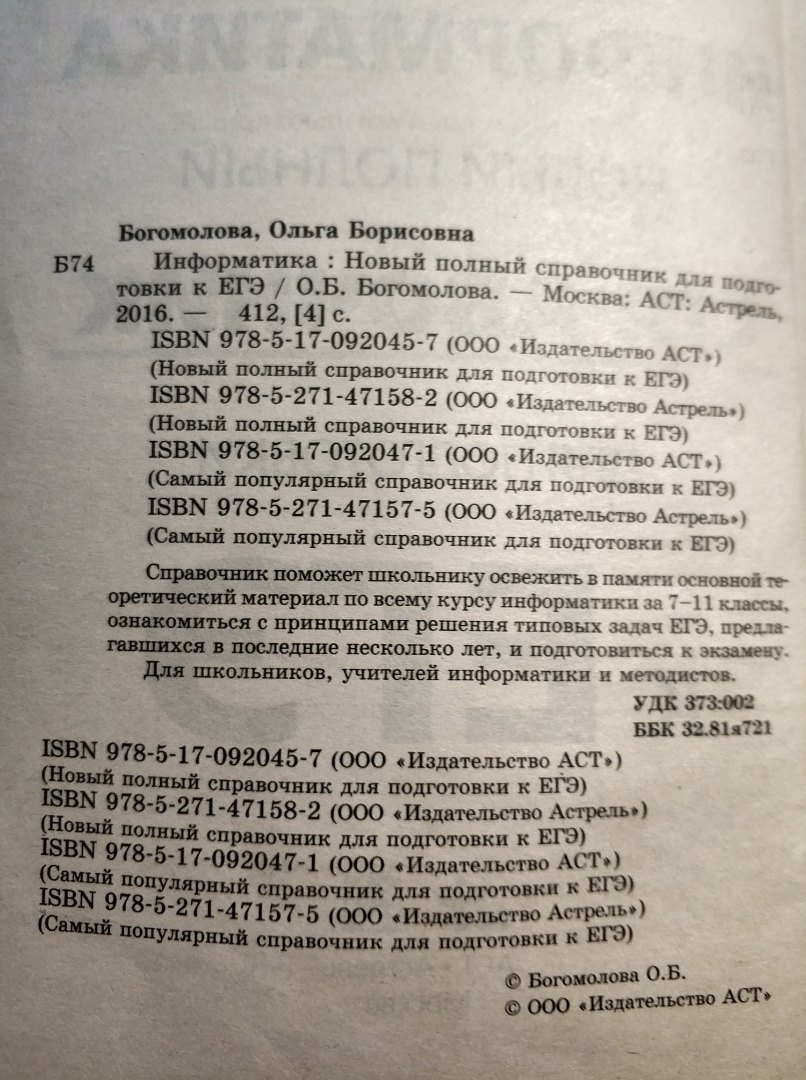 Богомолова, Ольга Борисовна
Б74 Информатика : Новый полный справочник для подго-
товки к ЕГЭ / О.Б. Богомолова. — Москва: АСТ: Астрель,
2016. — 412, [4] с.
ISBN 978-5-17-092045-7 (ООО «Издательство АСТ»)
(Новый полный справочник для подготовки к ЕГЭ)
ISBN 978-5-271-47158-2 (ООО «Издательство Астрель»)
(Новый полный справочник для подготовки к ЕГЭ)
ISBN 978-5-17-092047-1 (ООО «Издательство АСТ»)
(Самый популярный справочник для подготовки к ЕГЭ)
ISBN 978-5-271-47157-5 (ООО «Издательство Астрель»)
(Самый популярный справочник для подготовки к ЕГЭ)
Справочник поможет школьнику освежить в памяти основной те-
оретический материал по всему курсу информатики за 7–11 классы,
ознакомиться с принципами решения типовых задач ЕГЭ, предла-
гавшихся в последние несколько лет, и подготовиться к экзамену.
Для школьников, учителей информатики и методистов.
УДК 373:002
ББК 32.81я721
ISBN 978-5-17-092045-7 (ООО «Издательство АСТ»)
(Новый полный справочник для подготовки к ЕГЭ)
ISBN 978-5-271-47158-2 (ООО «Издательство Астрель»)
(Новый полный справочник для подготовки к ЕГЭ)
ISBN 978-5-17-092047-1 (ООО «Издательство АСТ»)
(Самый популярный справочник для подготовки к ЕГЭ)
ISBN 978-5-271-47157-5 (ООО «Издательство Астрель»)
(Самый популярный справочник для подготовки к ЕГЭ)
© Богомолова О.Б.
© ООО «Издательство АСТ»